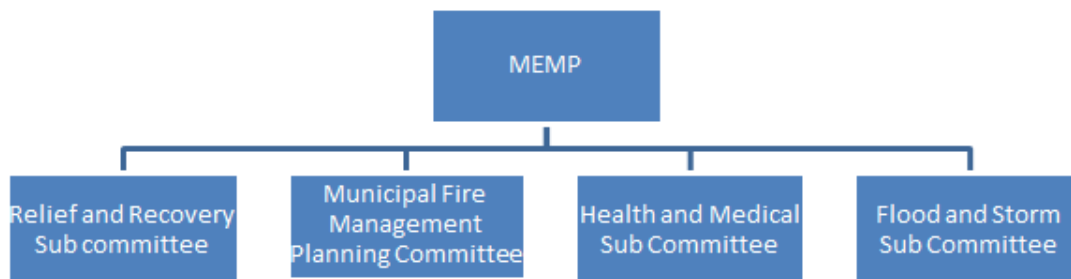 MEMP
Relief and Recovery
Sub committee
Municipal Fire
Management
Planning Committee
Health and Medical
Sub Committee
Flood and Storm
Sub Committee